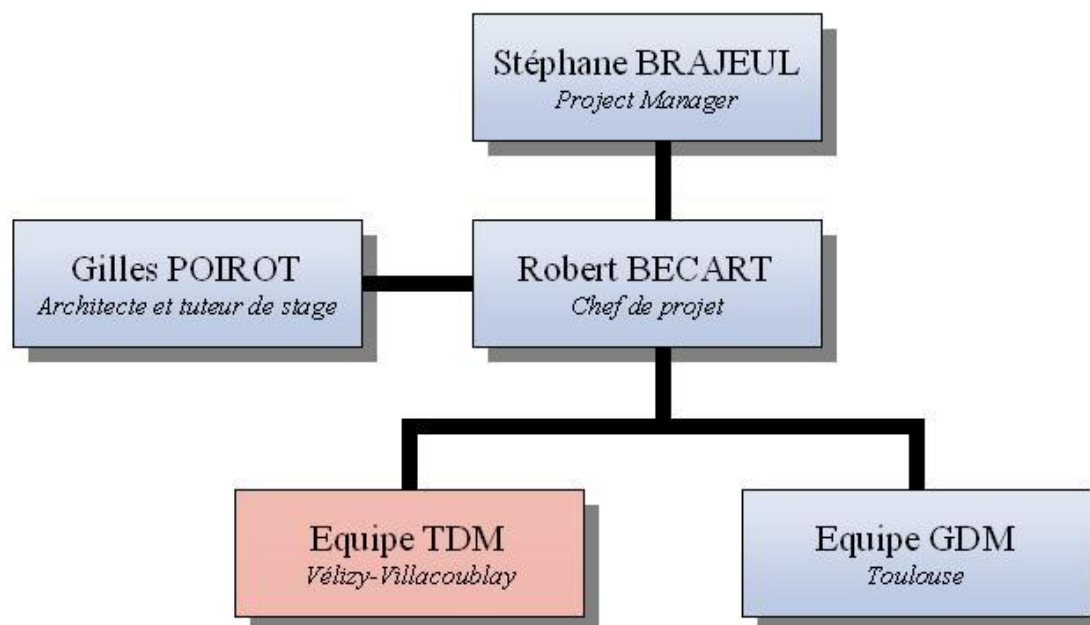 Stéphane BRAJEUL
Project Manager
Gilles POIROT
Architecte et tuteur de stage
Robert BECART
Chef de projet
Equipe TDM
Vélizy-Villacoublay
Equipe GDM
Toulouse